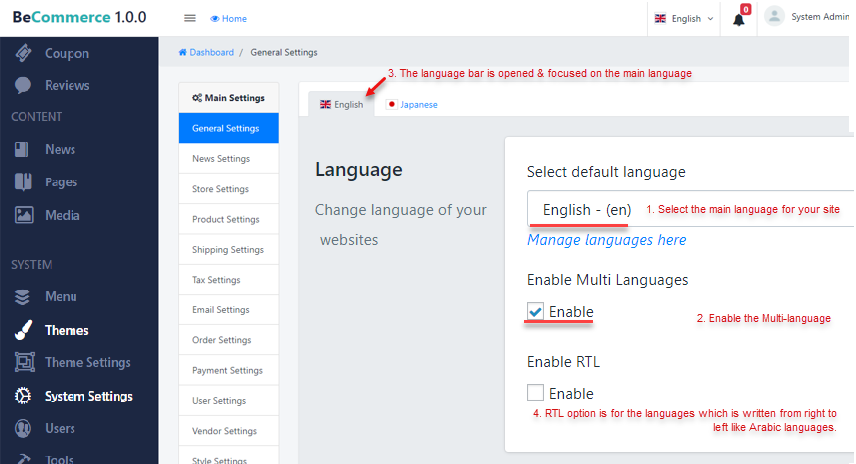 BeCommerce 1.0.0
Home
English
0
System Admin
Coupon
Reviews
CONTENT
News
Pages
Media
SYSTEM
Menu
Themes
Theme Settings
System Settings
Users
Tools
Dashboard / General Settings
3. The language bar is opened & focused on the main language
Main Settings
General Settings
News Settings
Store Settings
Product Settings
Shipping Settings
Tax Settings
Email Settings
Order Settings
Payment Settings
User Settings
Vendor Settings
Style Settings
English
Japanese
Language
Change language of your
websites
Select default language
English - (en)
1. Select the main language for your site
Manage languages here
Enable Multi Languages
Enable
2. Enable the Multi-language
Enable RTL
Enable
4. RTL option is for the languages which is written from right to
left like Arabic languages.